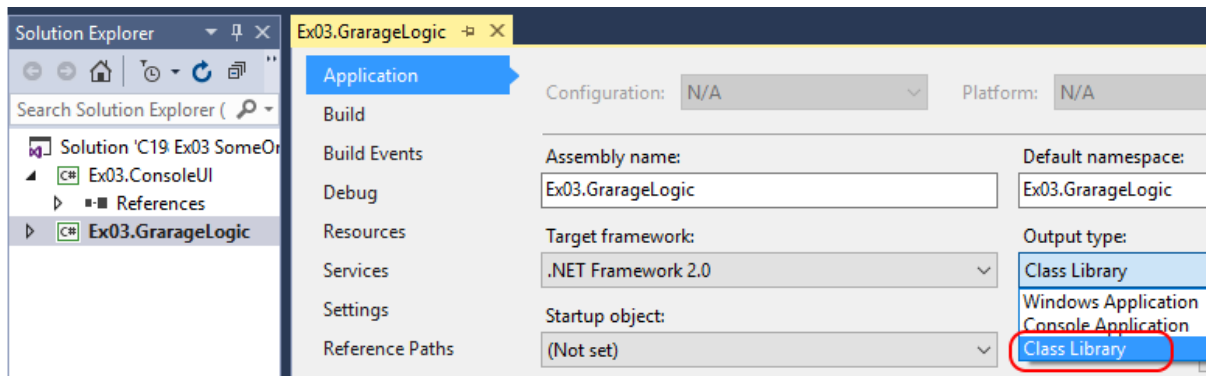 Solution Explorer
Search Solution Explorer (
Solution 'C19 Ex03 SomeOr
C# Ex03.ConsoleUI
References
C# Ex03.GrarageLogic
Ex03.GrarageLogic
Application
Build
Build Events
Debug
Resources
Services
Settings
Reference Paths
Configuration: N/A Platform: N/A
Assembly name: Default namespace:
Ex03.GrarageLogic Ex03.GrarageLogic
Target framework: Output type:
.NET Framework 2.0 Class Library
Windows Application
Console Application
Startup object:
(Not set) Class Library